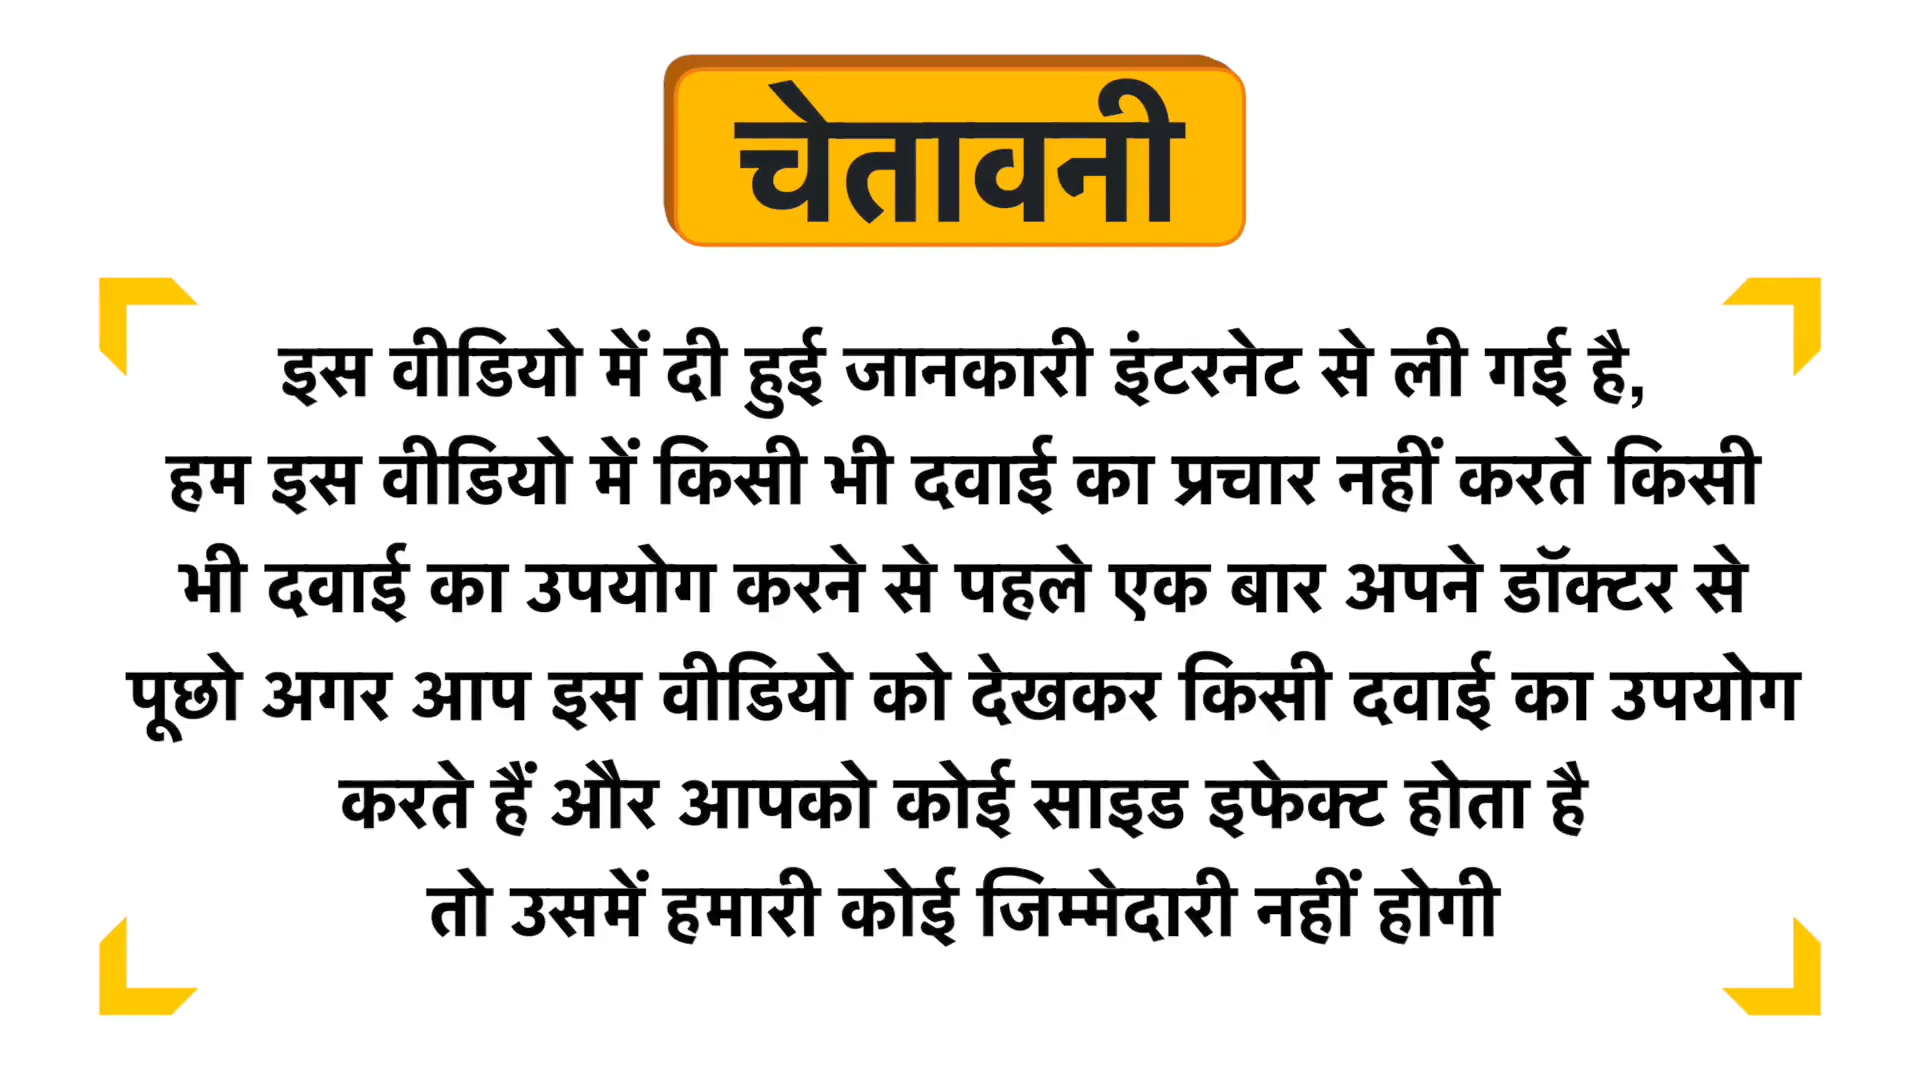 चेतावनी
इस वीडियो में दी हुई जानकारी इंटरनेट से ली गई है,
हम इस वीडियो में किसी भी दवाई का प्रचार नहीं करते किसी
भी दवाई का उपयोग करने से पहले एक बार अपने डॉक्टर से
पूछो अगर आप इस वीडियो को देखकर किसी दवाई का उपयोग
करते हैं और आपको कोई साइड इफेक्ट होता है
तो उसमें हमारी कोई जिम्मेदारी नहीं होगी